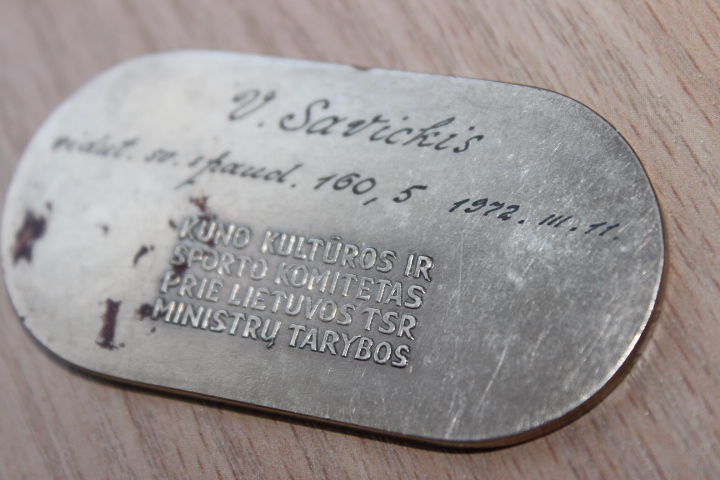 V. Savickis
vidut. sv. spaud. 160,5 1972. III. 11.
KŪNO KULTŪROS IR
SPORTO KOMITETAS
PRIE LIETUVOS TSR
MINISTRŲ TARYBOS